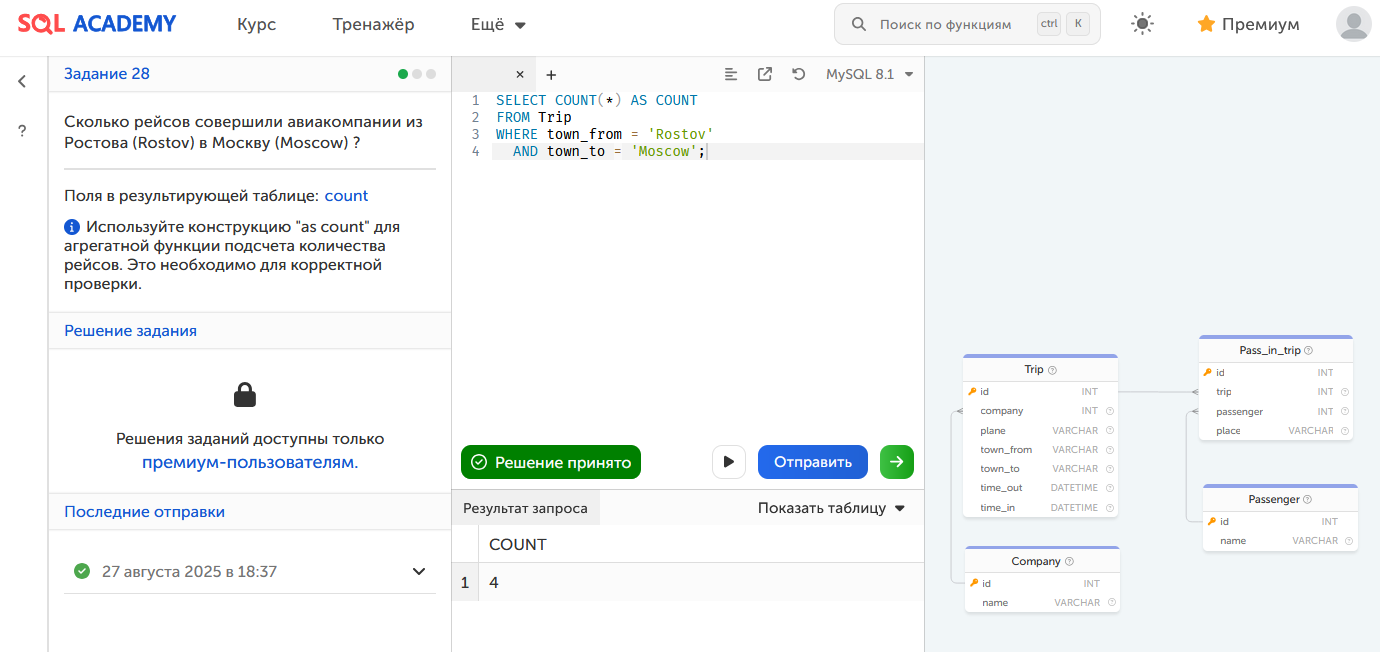 SQL ACADEMY
Курс
Тренажёр
Ещё
Поиск по функциям
ctrl
K
Премиум
?
Задание 28
Сколько рейсов совершили авиакомпании из
Ростова (Rostov) в Москву (Moscow) ?
Поля в результирующей таблице: count
i Используйте конструкцию "as count" для
агрегатной функции подсчета количества
рейсов. Это необходимо для корректной
проверки.
Решение задания
Решения заданий доступны только
премиум-пользователям.
Последние отправки
27 августа 2025 в 18:37
× +
MySQL 8.1
1 SELECT COUNT(*) AS COUNT
2 FROM Trip
3 WHERE town_from = 'Rostov'
4 AND town_to = 'Moscow';
Решение принято
Отправить
Результат запроса
Показать таблицу
COUNT
1 4
Trip ?
id INT
company INT ?
plane VARCHAR ?
town_from VARCHAR ?
town_to VARCHAR ?
time_out DATETIME ?
time_in DATETIME ?
Company ?
id INT
name VARCHAR ?
Pass_in_trip ?
id INT
trip INT ?
passenger INT ?
place VARCHAR ?
Passenger ?
id INT
name VARCHAR ?